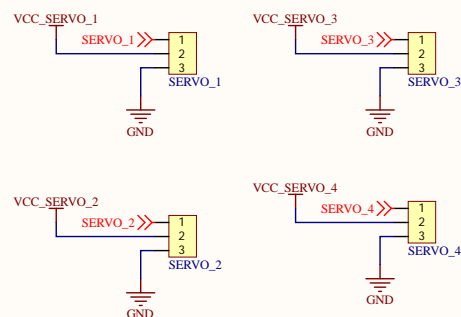 VCC_SERVO_1
SERVO_1
1
2
3
SERVO_1
GND
VCC_SERVO_3
SERVO_3
1
2
3
SERVO_3
GND
VCC_SERVO_2
SERVO_2
1
2
3
SERVO_2
GND
VCC_SERVO_4
SERVO_4
1
2
3
SERVO_4
GND